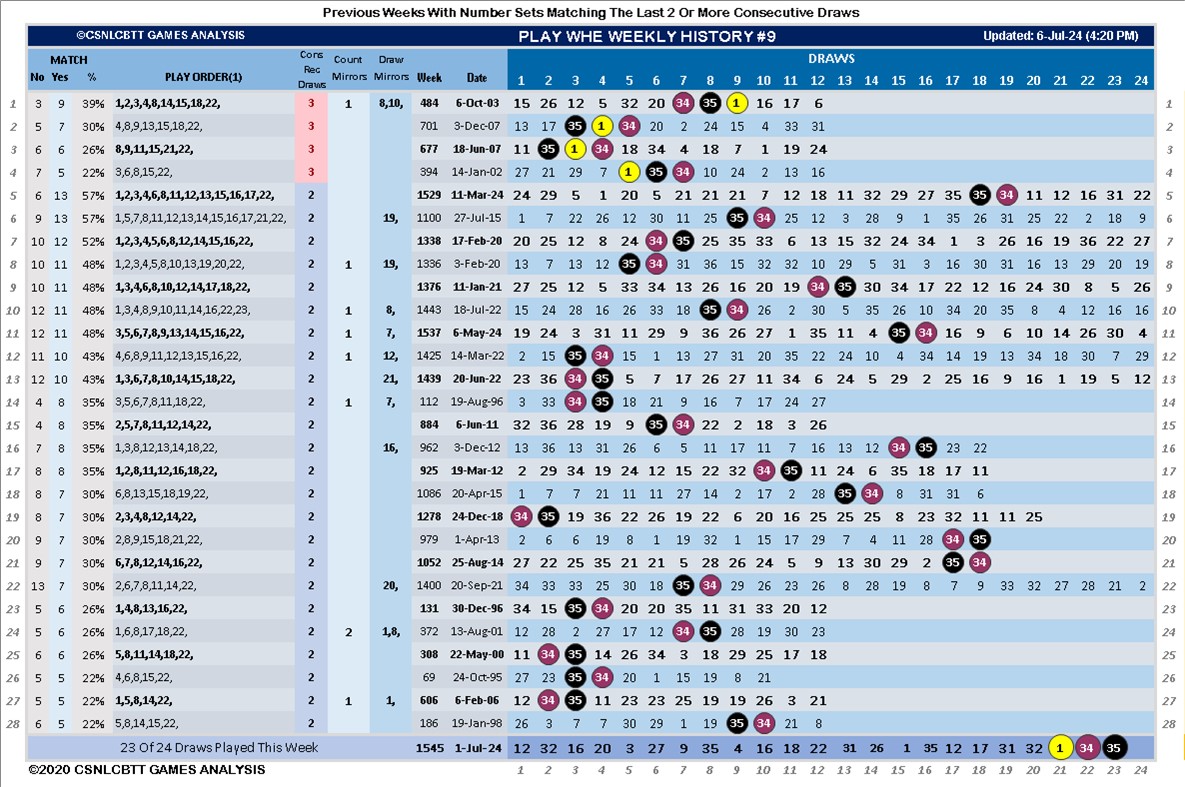 Previous Weeks With Number Sets Matching The Last 2 Or More Consecutive Draws
©CSNLCBTT GAMES ANALYSIS PLAY WHE WEEKLY HISTORY #9 Updated: 6-Jul-24 (4:20 PM)
MATCH Cons Rec Draws Count Mirrors Draw Mirrors DRAWS
No Yes % PLAY ORDER(1) Week Date 1 2 3 4 5 6 7 8 9 10 11 12 13 14 15 16 17 18 19 20 21 22 23 24
1 3 9 39% 1,2,3,4,8,14,15,18,22, 3 1 8,10, 484 6-Oct-03 15 26 12 5 32 20 34 35 1 16 17 6 1
2 5 7 30% 4,8,9,13,15,18,22, 3 701 3-Dec-07 13 17 35 1 34 20 2 24 15 4 33 31 2
3 6 6 26% 8,9,11,15,21,22, 3 677 18-Jun-07 11 35 1 34 18 34 4 18 7 1 19 24 3
4 7 5 22% 3,6,8,15,22, 3 394 14-Jan-02 27 21 29 7 1 35 34 10 24 2 13 16 4
5 6 13 57% 1,2,3,4,6,8,11,12,13,15,16,17,22, 2 1529 11-Mar-24 24 29 5 1 20 5 21 21 21 7 12 18 11 32 29 27 35 35 34 11 12 16 31 22 5
6 9 13 57% 1,5,7,8,11,12,13,14,15,16,17,21,22, 2 19, 1100 27-Jul-15 1 7 22 26 12 30 11 25 35 34 25 12 3 28 9 1 35 26 31 25 22 2 18 9 6
7 10 12 52% 1,2,3,4,5,6,8,12,14,15,16,22, 2 1338 17-Feb-20 20 25 12 8 24 34 35 25 35 33 6 13 15 32 24 34 1 3 26 16 19 36 22 27 7
8 10 11 48% 1,2,3,4,5,8,10,13,19,20,22, 2 1 19, 1336 3-Feb-20 13 7 13 12 35 34 31 36 15 32 32 10 29 5 31 3 16 30 31 16 13 29 20 19 8
9 10 11 48% 1,3,4,6,8,10,12,14,17,18,22, 2 1376 11-Jan-21 27 25 12 5 33 34 13 26 16 20 19 34 35 30 34 17 22 12 16 24 30 8 5 26 9
10 12 11 48% 1,3,4,8,9,10,11,14,16,22,23, 2 1 8, 1443 18-Jul-22 15 24 28 16 26 33 18 35 34 26 2 30 5 35 26 10 34 20 35 8 4 12 16 16 10
11 12 11 48% 3,5,6,7,8,9,13,14,15,16,22, 2 1 7, 1537 6-May-24 19 24 3 31 11 29 9 36 26 27 1 35 11 4 35 34 16 9 6 10 14 26 30 4 11
12 11 10 43% 4,6,8,9,11,12,13,15,16,22, 2 1 12, 1425 14-Mar-22 2 15 35 34 15 1 13 27 31 20 35 22 24 10 4 34 14 19 13 34 18 30 7 29 12
13 12 10 43% 1,3,6,7,8,10,14,15,18,22, 2 21, 1439 20-Jun-22 23 36 34 35 5 7 17 26 27 11 34 6 24 5 29 2 25 16 9 16 1 19 5 12 13
14 4 8 35% 3,5,6,7,8,11,18,22, 2 1 7, 112 19-Aug-96 3 33 34 35 18 21 9 16 7 17 24 27 14
15 4 8 35% 2,5,7,8,11,12,14,22, 2 884 6-Jun-11 32 36 28 19 9 35 34 22 2 18 3 26 15
16 7 8 35% 1,3,8,12,13,14,18,22, 2 16, 962 3-Dec-12 13 36 13 31 26 6 5 11 17 11 7 16 13 12 34 35 23 22 16
17 8 8 35% 1,2,8,11,12,16,18,22, 2 925 19-Mar-12 2 29 34 19 24 12 15 22 32 34 35 11 24 6 35 18 17 11 17
18 8 7 30% 6,8,13,15,18,19,22, 2 1086 20-Apr-15 1 7 7 21 11 11 27 14 2 17 2 28 35 34 8 31 31 6 18
19 8 7 30% 2,3,4,8,12,14,22, 2 1278 24-Dec-18 34 35 19 36 22 26 19 22 6 20 16 25 25 25 8 23 32 11 11 20 19
20 9 7 30% 2,8,9,15,18,21,22, 2 979 1-Apr-13 2 6 6 19 8 1 19 32 1 15 17 29 7 4 11 28 34 35 20
21 9 7 30% 6,7,8,12,14,16,22, 2 1052 25-Aug-14 27 22 25 35 21 21 5 28 26 24 5 9 13 30 29 2 35 34 21
22 13 7 30% 2,6,7,8,11,14,22, 2 20, 1400 20-Sep-21 34 33 33 25 30 18 35 34 29 26 23 26 8 28 19 8 7 9 33 32 27 28 21 2 22
23 5 6 26% 1,4,8,13,16,22, 2 131 30-Dec-96 34 15 35 34 20 20 35 11 31 33 20 12 23
24 5 6 26% 1,6,8,17,18,22, 2 2 1,8, 372 13-Aug-01 12 28 2 27 17 12 34 35 28 19 30 23 24
25 6 6 26% 5,8,11,14,18,22, 2 308 22-May-00 11 34 35 14 26 34 3 18 29 25 17 18 25
26 5 5 22% 4,6,8,15,22, 2 69 24-Oct-95 27 23 35 34 20 1 15 19 8 21 26
27 6 5 22% 1,5,8,14,22, 2 1 1, 606 6-Feb-06 12 34 35 11 23 23 25 19 19 26 3 21 27
28 6 5 22% 5,8,14,15,22, 2 186 19-Jan-98 26 3 7 7 30 29 1 19 35 34 21 8 28
23 Of 24 Draws Played This Week 1545 1-Jul-24 12 32 16 20 3 27 9 35 4 16 18 22 31 26 1 35 12 17 31 32 1 34 35
©2020 CSNLCBTT GAMES ANALYSIS 1 2 3 4 5 6 7 8 9 10 11 12 13 14 15 16 17 18 19 20 21 22 23 24